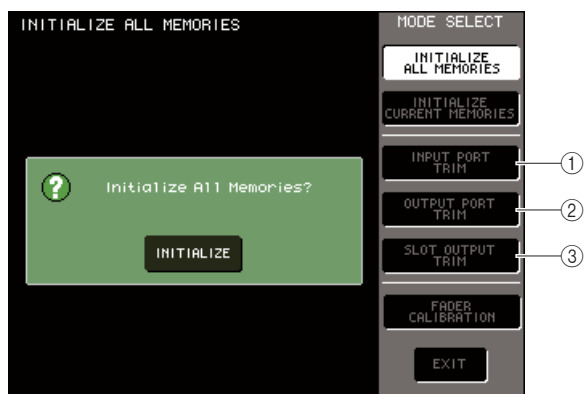 INITIALIZE ALL MEMORIES
MODE SELECT
INITIALIZE
ALL MEMORIES
INITIALIZE
CURRENT MEMORIES
INPUT PORT
TRIM
①
OUTPUT PORT
TRIM
②
SLOT OUTPUT
TRIM
③
FADER
CALIBRATION
EXIT
?
Initialize All Memories?
INITIALIZE